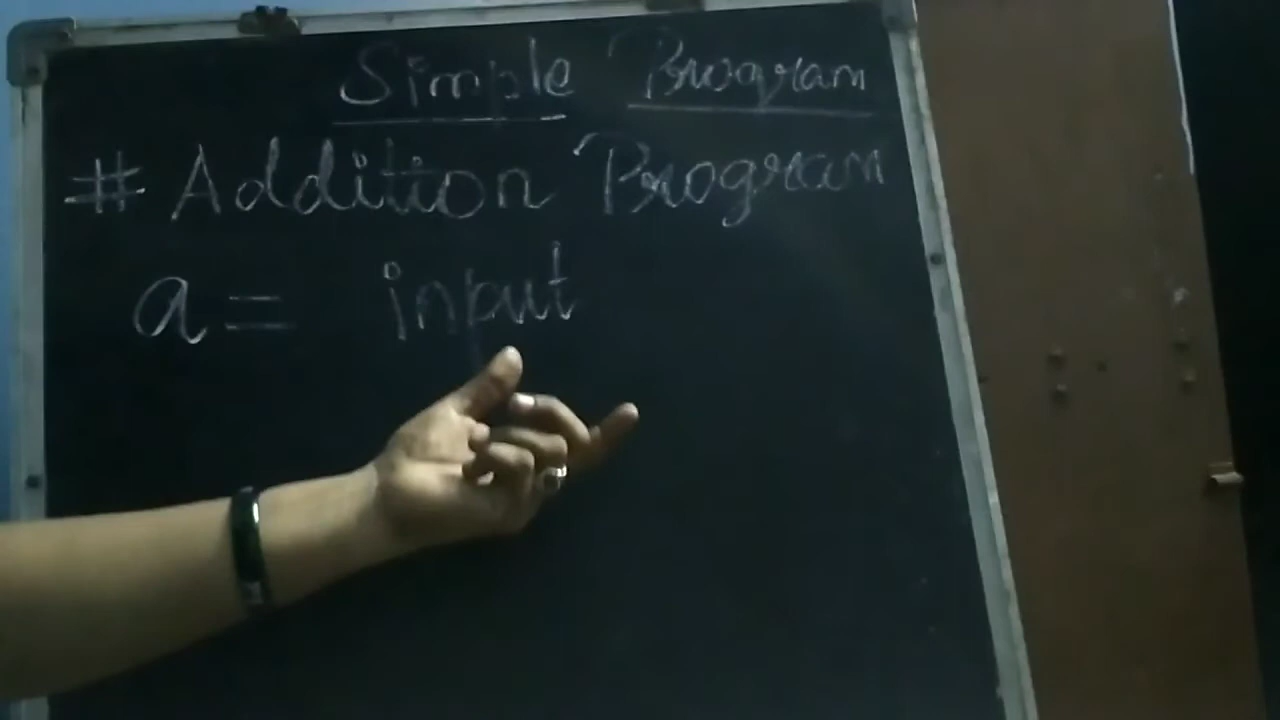 Simple Program
# Addition Program
a = input